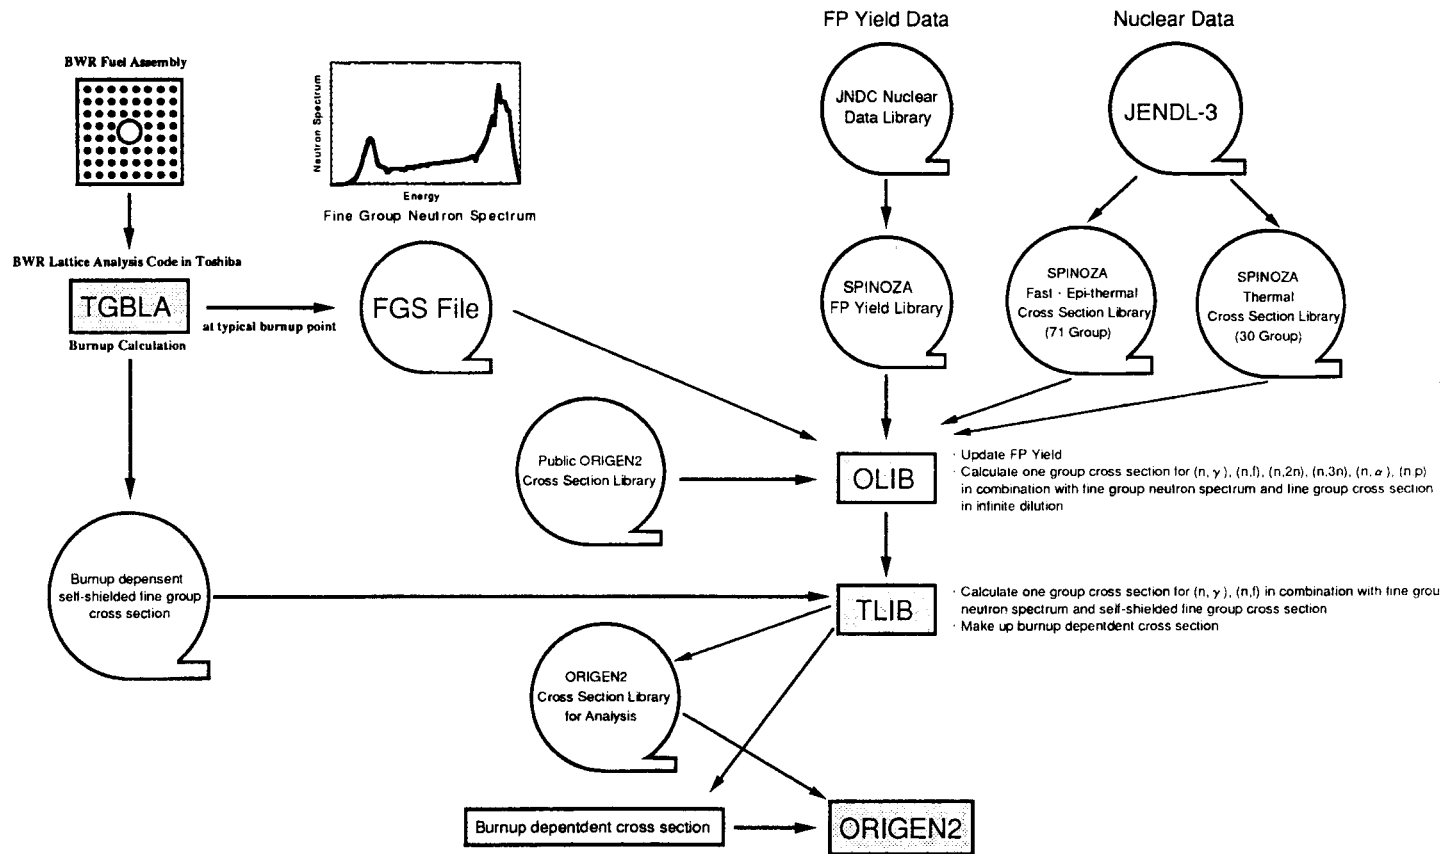 FP Yield Data
Nuclear Data
BWR Fuel Assembly
Neutron Spectrum
Energy
Fine Group Neutron Spectrum
JNDC Nuclear
Data Library
JENDL-3
BWR Lattice Analysis Code in Toshiba
TGBLA
at typical burnup point
Burnup Calculation
FGS File
SPINOZA
FP Yield Library
SPINOZA
Fast · Epi-thermal
Cross Section Library
(71 Group)
SPINOZA
Thermal
Cross Section Library
(30 Group)
Public ORIGEN2
Cross Section Library
OLIB
· Update FP Yield
· Calculate one group cross section for (n, γ), (n,f), (n,2n), (n,3n), (n, α), (n p)
in combination with fine group neutron spectrum and fine group cross section
in infinite dilution
Burnup depensent
self-shielded fine group
cross section
TLIB
· Calculate one group cross section for (n, γ), (n,f) in combination with fine grou
neutron spectrum and self-shielded fine group cross section
· Make up burnup depentdent cross section
ORIGEN2
Cross Section Library
for Analysis
Burnup depentdent cross section
ORIGEN2